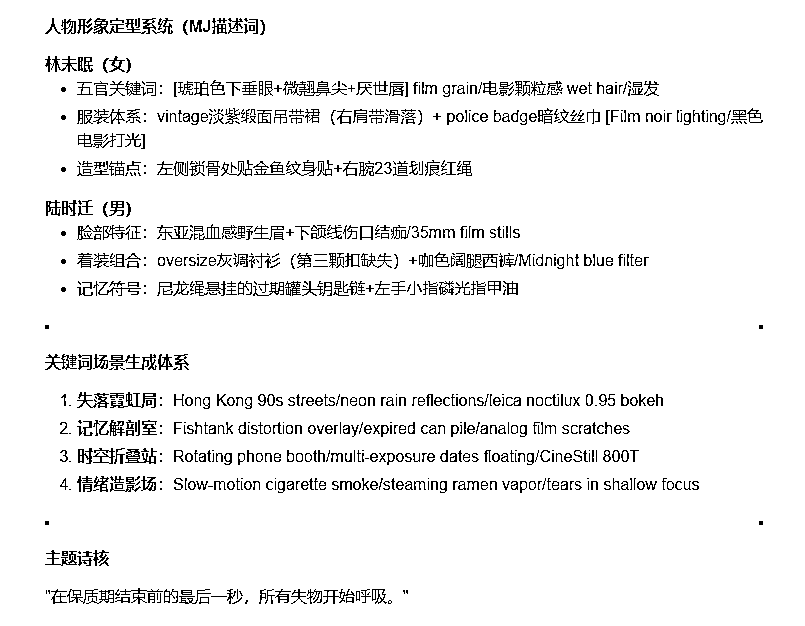 人物形象定型系统（MJ描述词）
林未眠（女）
• 五官关键词：[琥珀色下垂眼+微翘鼻尖+厌世唇] film grain/电影颗粒感 wet hair/湿发
• 服装体系：vintage淡紫缎面吊带裙（右肩带滑落）+ police badge暗纹丝巾 [Film noir lighting/黑色
电影打光]
• 造型锚点：左侧锁骨处贴金鱼纹身贴+右腕23道划痕红绳
陆时迁（男）
• 脸部特征：东亚混血感野生眉+下颌线伤口结痂/35mm film stills
• 着装组合：oversize灰调衬衫（第三颗扣缺失）+咖色阔腿西裤/Midnight blue filter
• 记忆符号：尼龙绳悬挂的过期罐头钥匙链+左手小指磷光指甲油
关键词场景生成体系
1. 失落霓虹局：Hong Kong 90s streets/neon rain reflections/leica noctilux 0.95 bokeh
2. 记忆解剖室：Fishtank distortion overlay/expired can pile/analog film scratches
3. 时空折叠站：Rotating phone booth/multi-exposure dates floating/CineStill 800T
4. 情绪造影场：Slow-motion cigarette smoke/steaming ramen vapor/tears in shallow focus
主题诗核
"在保质期结束前的最后一秒，所有失物开始呼吸。"